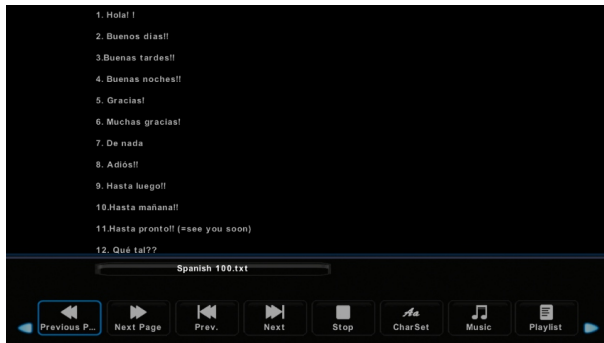 1. Hola! !
2. Buenos días!!
3.Buenas tardes!!
4. Buenas noches!!
5. Gracias!
6. Muchas gracias!
7. De nada
8. Adiós!!
9. Hasta luego!!
10.Hasta mañana!!
11.Hasta pronto!! (=see you soon)
12. Qué tal??
Spanish 100.txt
Previous P... Next Page Prev. Next Stop CharSet Music Playlist